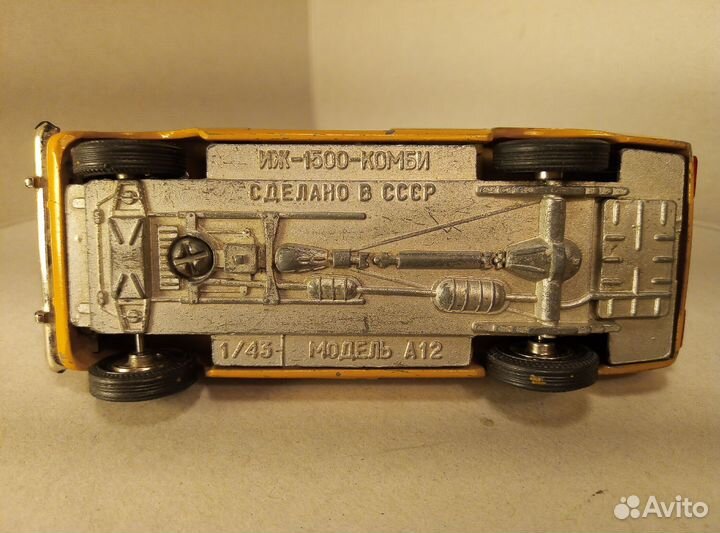 ИЖ-1500-КОМБИ
СДЕЛАНО В СССР
1/43 МОДЕЛЬ А12
Avito